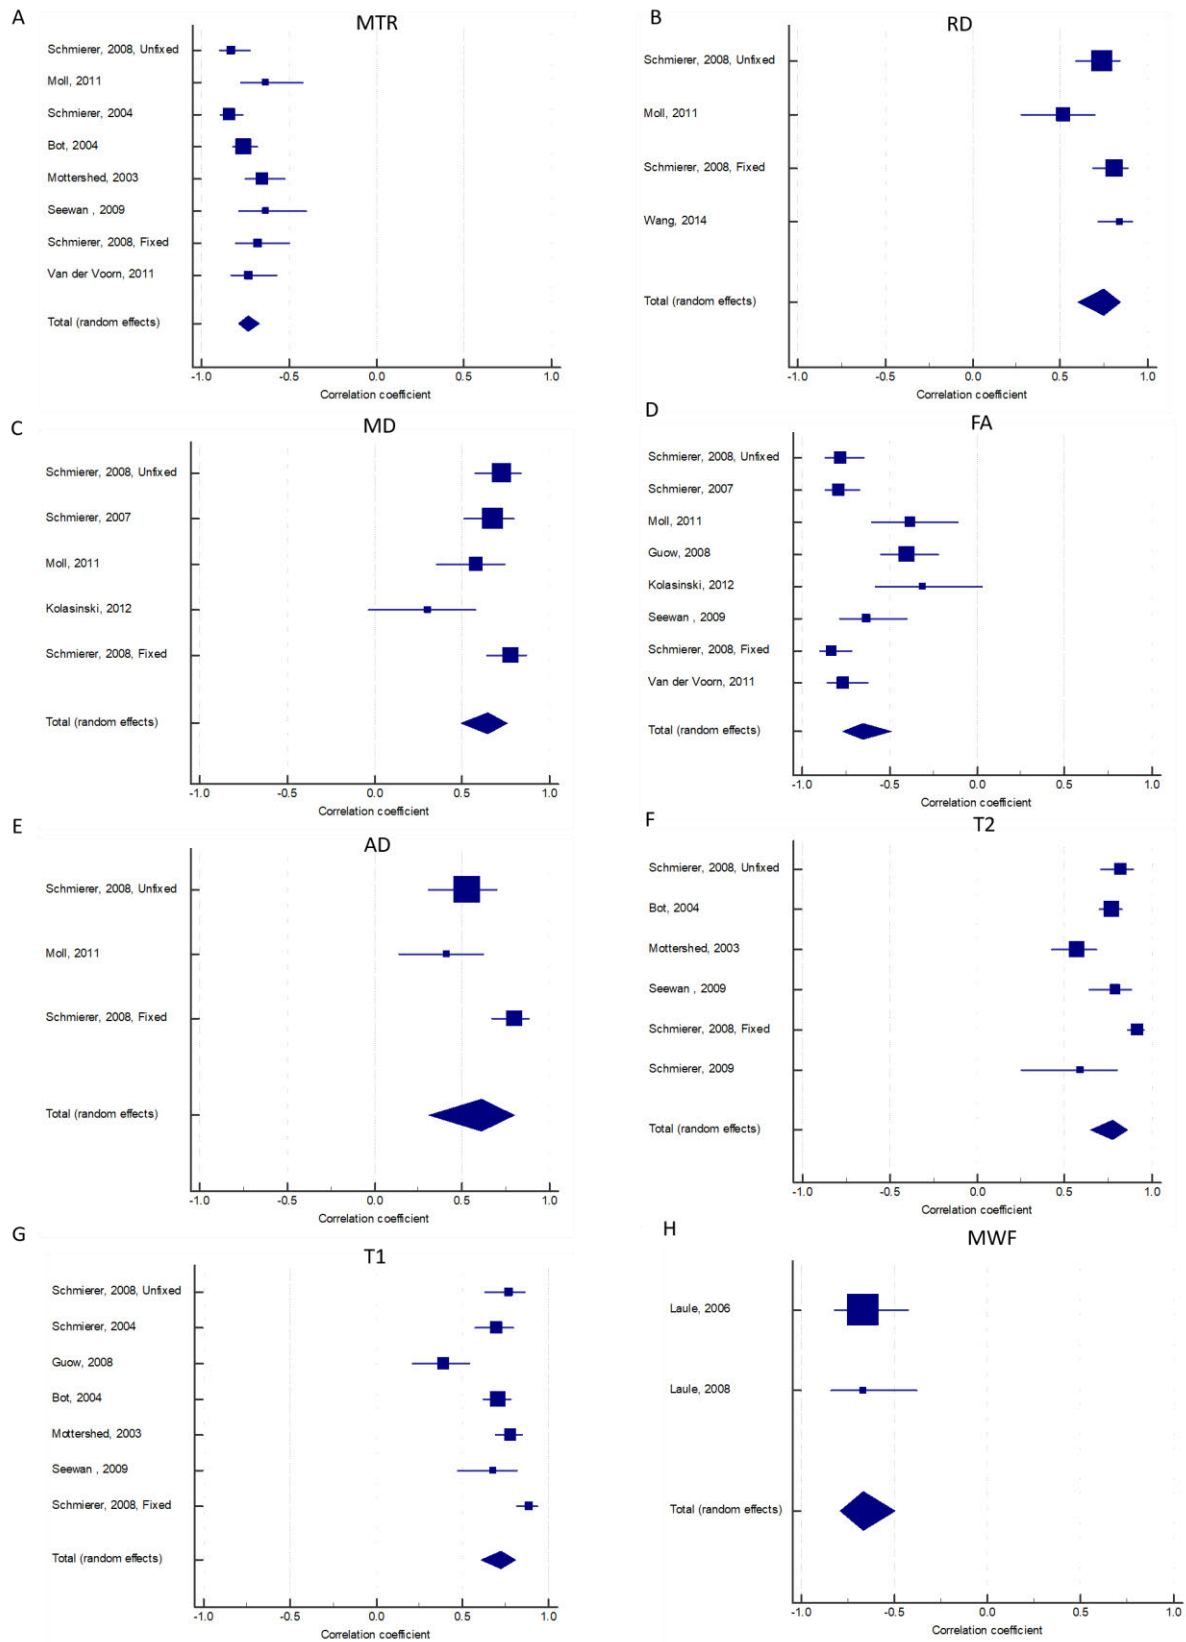 A
MTR
Schmierer, 2008, Unfixed
Moll, 2011
Schmierer, 2004
Bot, 2004
Mottershed, 2003
Seewan , 2009
Schmierer, 2008, Fixed
Van der Voorn, 2011
Total (random effects)
-1.0 -0.5 0.0 0.5 1.0
Correlation coefficient
B
RD
Schmierer, 2008, Unfixed
Moll, 2011
Schmierer, 2008, Fixed
Wang, 2014
Total (random effects)
-1.0 -0.5 0.0 0.5 1.0
Correlation coefficient
C
MD
Schmierer, 2008, Unfixed
Schmierer, 2007
Moll, 2011
Kolasinski, 2012
Schmierer, 2008, Fixed
Total (random effects)
-1.0 -0.5 0.0 0.5 1.0
Correlation coefficient
D
FA
Schmierer, 2008, Unfixed
Schmierer, 2007
Moll, 2011
Guow, 2008
Kolasinski, 2012
Seewan , 2009
Schmierer, 2008, Fixed
Van der Voorn, 2011
Total (random effects)
-1.0 -0.5 0.0 0.5 1.0
Correlation coefficient
E
AD
Schmierer, 2008, Unfixed
Moll, 2011
Schmierer, 2008, Fixed
Total (random effects)
-1.0 -0.5 0.0 0.5 1.0
Correlation coefficient
F
T2
Schmierer, 2008, Unfixed
Bot, 2004
Mottershed, 2003
Seewan , 2009
Schmierer, 2008, Fixed
Schmierer, 2009
Total (random effects)
-1.0 -0.5 0.0 0.5 1.0
Correlation coefficient
G
T1
Schmierer, 2008, Unfixed
Schmierer, 2004
Guow, 2008
Bot, 2004
Mottershed, 2003
Seewan , 2009
Schmierer, 2008, Fixed
Total (random effects)
-1.0 -0.5 0.0 0.5 1.0
Correlation coefficient
H
MWF
Laule, 2006
Laule, 2008
Total (random effects)
-1.0 -0.5 0.0 0.5 1.0
Correlation coefficient